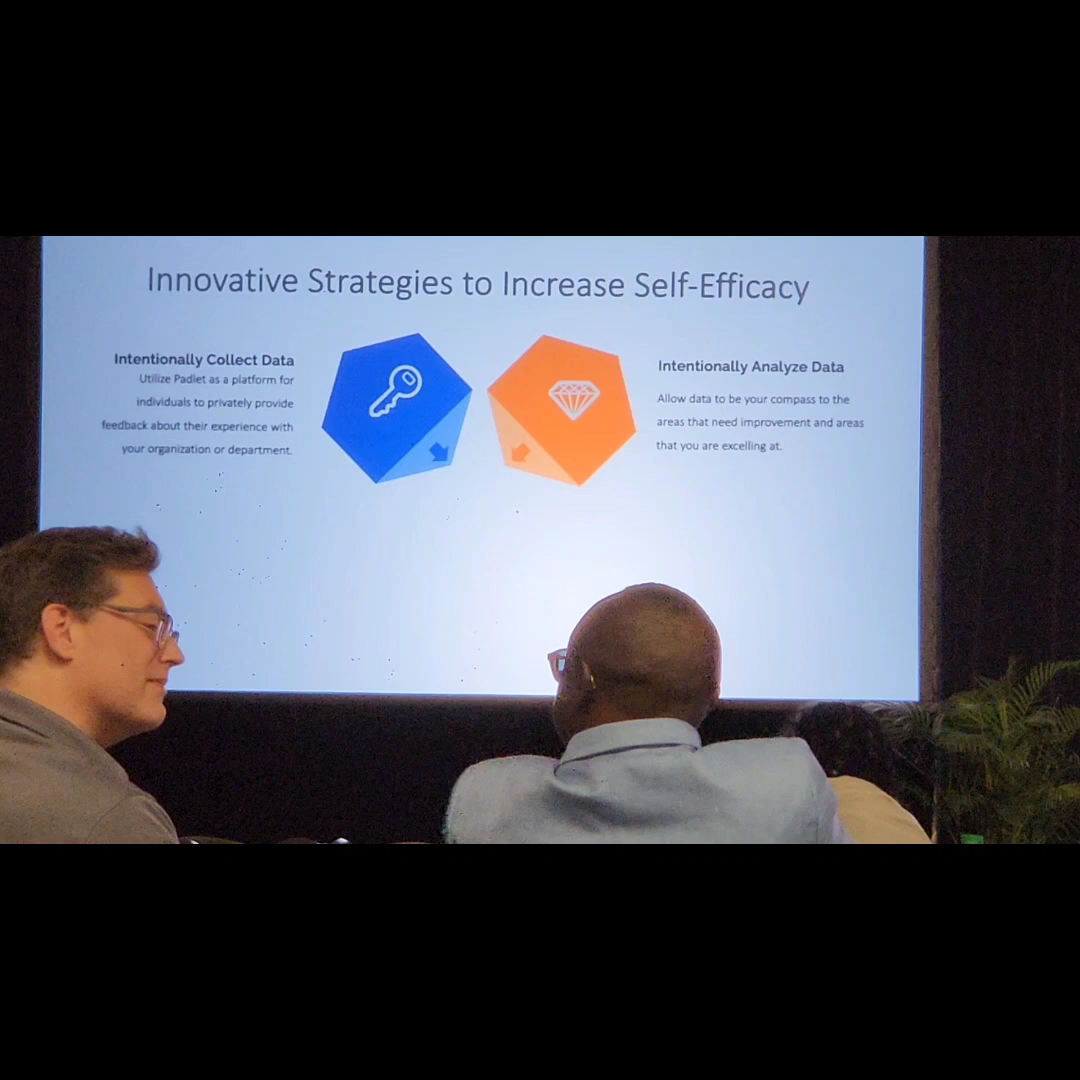 Innovative Strategies to Increase Self-Efficacy
Intentionally Collect Data
Utilize Padlet as a platform for
individuals to privately provide
feedback about their experience with
your organization or department.
Intentionally Analyze Data
Allow data to be your compass to the
areas that need improvement and areas
that you are excelling at.